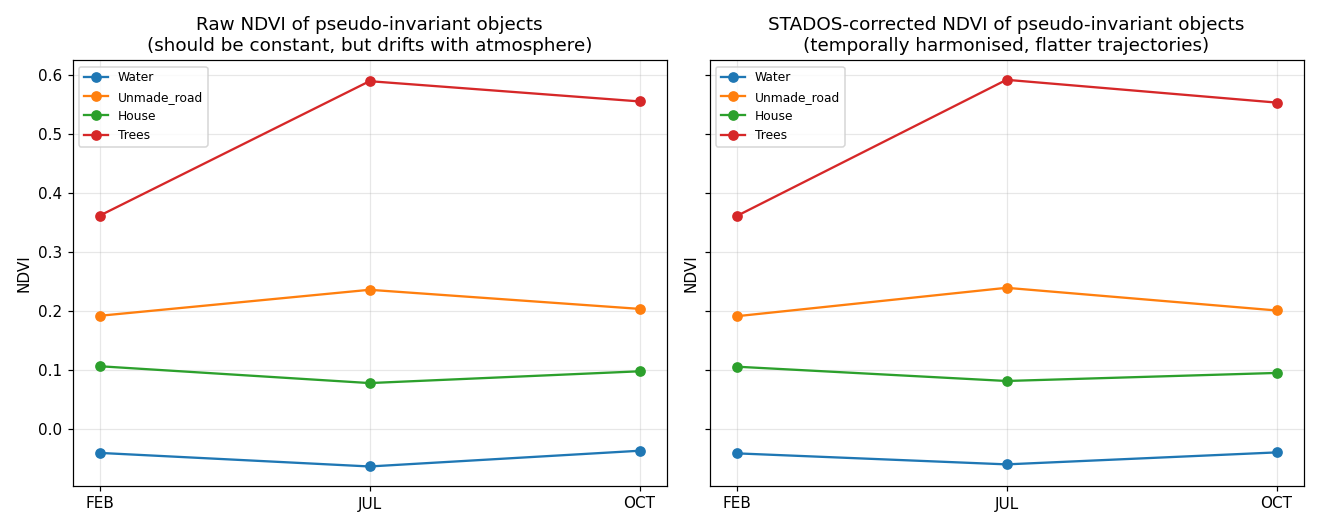 Raw NDVI of pseudo-invariant objects
(should be constant, but drifts with atmosphere)
Water
Unmade_road
House
Trees
0.6
0.5
0.4
0.3
0.2
0.1
0.0
NDVI
FEB
JUL
OCT
STADOS-corrected NDVI of pseudo-invariant objects
(temporally harmonised, flatter trajectories)
Water
Unmade_road
House
Trees
NDVI
FEB
JUL
OCT